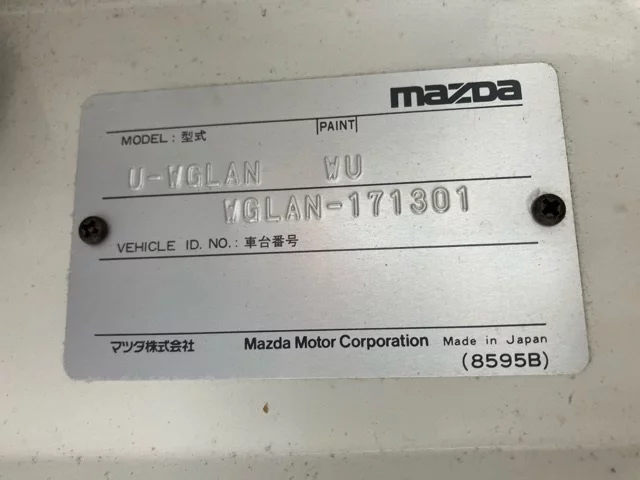 mazda
MODEL : 型式 PAINT
U-WGLAN WU
WGLAN-171301
VEHICLE ID. NO. : 車台番号
マツダ株式会社 Mazda Motor Corporation Made in Japan
(8595B)